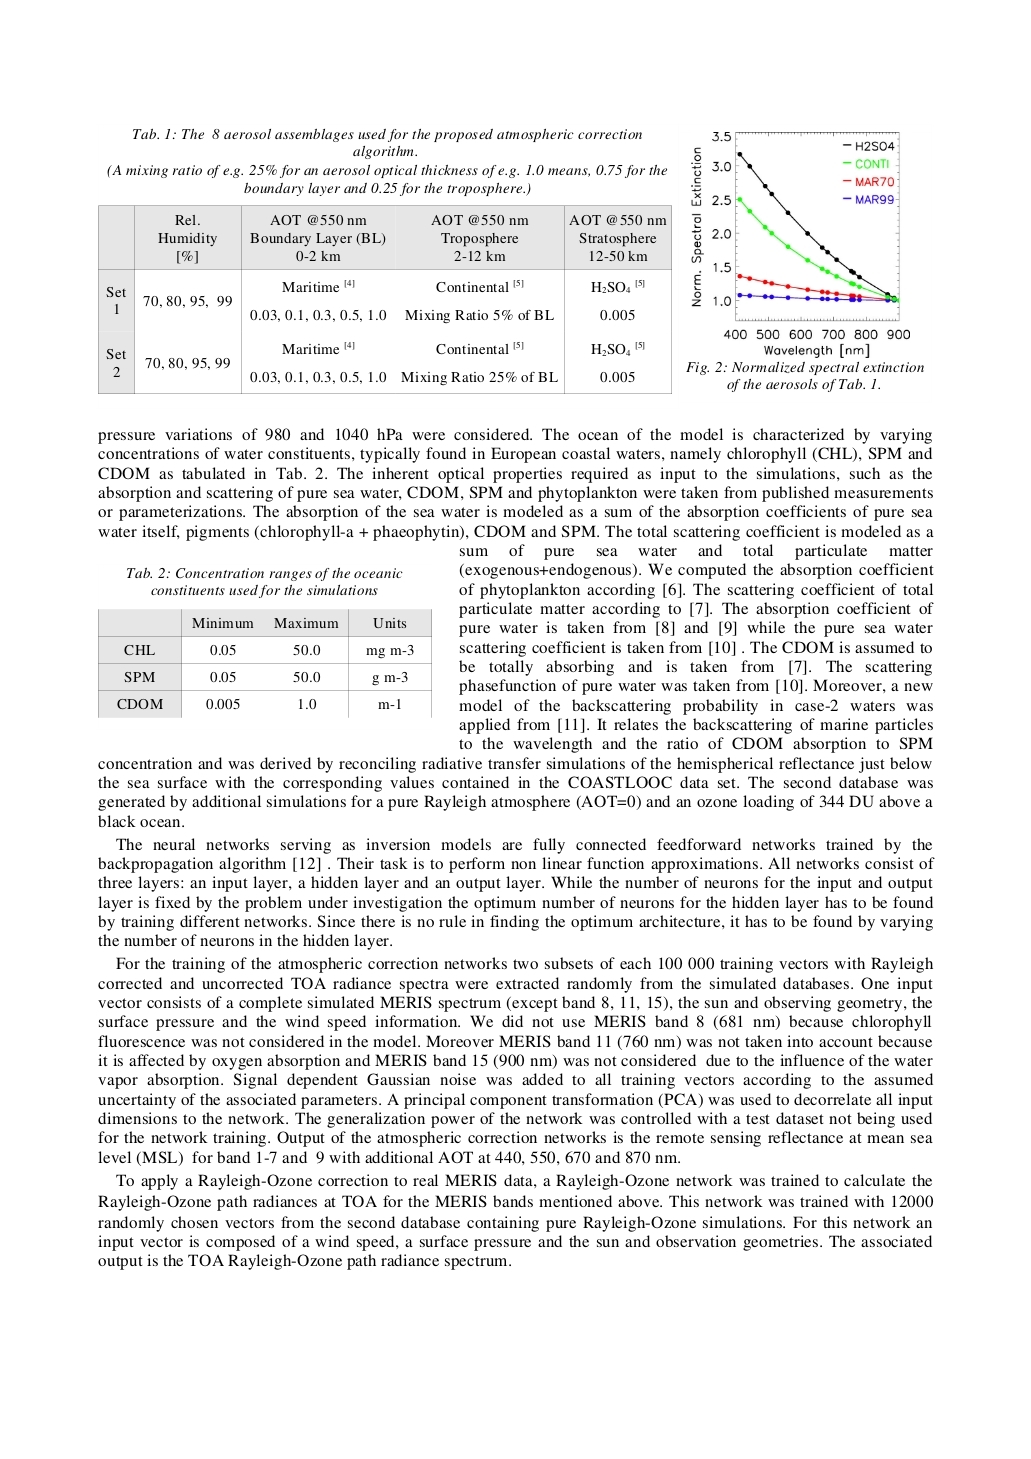 Tab. 1: The 8 aerosol assemblages used for the proposed atmospheric correction
algorithm.
(A mixing ratio of e.g. 25% for an aerosol optical thickness of e.g. 1.0 means, 0.75 for the
boundary layer and 0.25 for the troposphere.)
Rel. Humidity [%] AOT @550 nm Boundary Layer (BL) 0-2 km AOT @550 nm Troposphere 2-12 km AOT @550 nm Stratosphere 12-50 km
Set 1 70, 80, 95, 99 Maritime [4] Continental [5] H2SO4 [5]
0.03, 0.1, 0.3, 0.5, 1.0 Mixing Ratio 5% of BL 0.005
Set 2 70, 80, 95, 99 Maritime [4] Continental [5] H2SO4 [5]
0.03, 0.1, 0.3, 0.5, 1.0 Mixing Ratio 25% of BL 0.005
Norm. Spectral Extinction
3.5
3.0
2.5
2.0
1.5
1.0
H2SO4
CONTI
MAR70
MAR99
400 500 600 700 800 900
Wavelength [nm]
Fig. 2: Normalized spectral extinction
of the aerosols of Tab. 1.
pressure variations of 980 and 1040 hPa were considered. The ocean of the model is characterized by varying
concentrations of water constituents, typically found in European coastal waters, namely chlorophyll (CHL), SPM and
CDOM as tabulated in Tab. 2. The inherent optical properties required as input to the simulations, such as the
absorption and scattering of pure sea water, CDOM, SPM and phytoplankton were taken from published measurements
or parameterizations. The absorption of the sea water is modeled as a sum of the absorption coefficients of pure sea
water itself, pigments (chlorophyll-a + phaeophytin), CDOM and SPM. The total scattering coefficient is modeled as a
sum of pure sea water and total particulate matter
(exogenous+endogenous). We computed the absorption coefficient
of phytoplankton according [6]. The scattering coefficient of total
particulate matter according to [7]. The absorption coefficient of
pure water is taken from [8] and [9] while the pure sea water
scattering coefficient is taken from [10] . The CDOM is assumed to
be totally absorbing and is taken from [7]. The scattering
phasefunction of pure water was taken from [10]. Moreover, a new
model of the backscattering probability in case-2 waters was
applied from [11]. It relates the backscattering of marine particles
to the wavelength and the ratio of CDOM absorption to SPM
Tab. 2: Concentration ranges of the oceanic
constituents used for the simulations
Minimum Maximum Units
CHL 0.05 50.0 mg m-3
SPM 0.05 50.0 g m-3
CDOM 0.005 1.0 m-1
concentration and was derived by reconciling radiative transfer simulations of the hemispherical reflectance just below
the sea surface with the corresponding values contained in the COASTLOOC data set. The second database was
generated by additional simulations for a pure Rayleigh atmosphere (AOT=0) and an ozone loading of 344 DU above a
black ocean.
The neural networks serving as inversion models are fully connected feedforward networks trained by the
backpropagation algorithm [12] . Their task is to perform non linear function approximations. All networks consist of
three layers: an input layer, a hidden layer and an output layer. While the number of neurons for the input and output
layer is fixed by the problem under investigation the optimum number of neurons for the hidden layer has to be found
by training different networks. Since there is no rule in finding the optimum architecture, it has to be found by varying
the number of neurons in the hidden layer.
For the training of the atmospheric correction networks two subsets of each 100 000 training vectors with Rayleigh
corrected and uncorrected TOA radiance spectra were extracted randomly from the simulated databases. One input
vector consists of a complete simulated MERIS spectrum (except band 8, 11, 15), the sun and observing geometry, the
surface pressure and the wind speed information. We did not use MERIS band 8 (681 nm) because chlorophyll
fluorescence was not considered in the model. Moreover MERIS band 11 (760 nm) was not taken into account because
it is affected by oxygen absorption and MERIS band 15 (900 nm) was not considered due to the influence of the water
vapor absorption. Signal dependent Gaussian noise was added to all training vectors according to the assumed
uncertainty of the associated parameters. A principal component transformation (PCA) was used to decorrelate all input
dimensions to the network. The generalization power of the network was controlled with a test dataset not being used
for the network training. Output of the atmospheric correction networks is the remote sensing reflectance at mean sea
level (MSL) for band 1-7 and 9 with additional AOT at 440, 550, 670 and 870 nm.
To apply a Rayleigh-Ozone correction to real MERIS data, a Rayleigh-Ozone network was trained to calculate the
Rayleigh-Ozone path radiances at TOA for the MERIS bands mentioned above. This network was trained with 12000
randomly chosen vectors from the second database containing pure Rayleigh-Ozone simulations. For this network an
input vector is composed of a wind speed, a surface pressure and the sun and observation geometries. The associated
output is the TOA Rayleigh-Ozone path radiance spectrum.